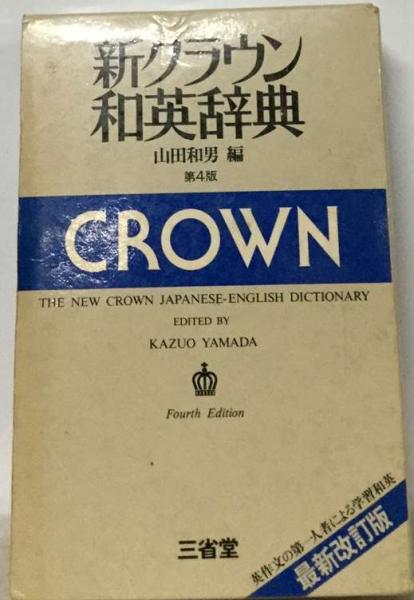 新クラウン
和英辞典
山田和男 編
第4版
CROWN
THE NEW CROWN JAPANESE-ENGLISH DICTIONARY
EDITED BY
KAZUO YAMADA
Fourth Edition
三省堂
英作文の第一人者による学習和英
最新改訂版